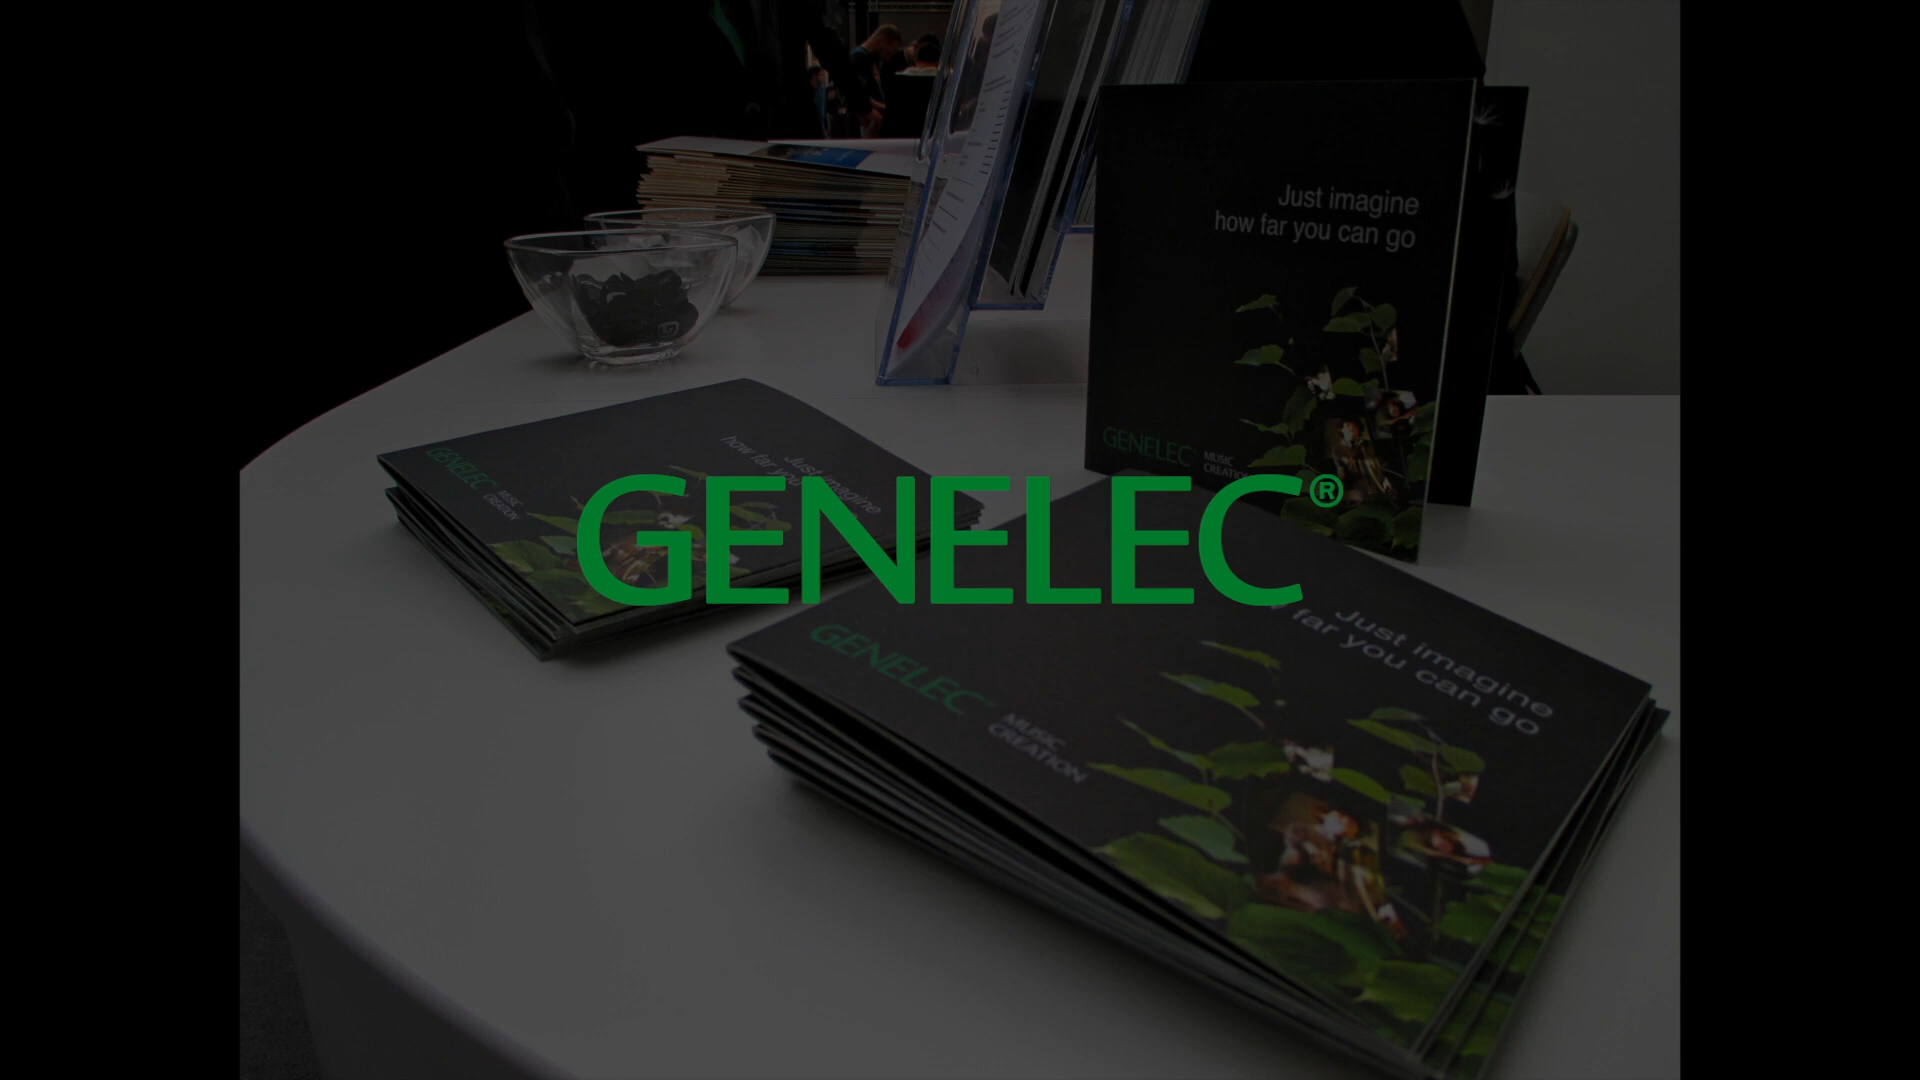 Just imagine
how far you can go
GENELEC MUSIC
CREATION
Just imagine
how far you
GENELEC MUSIC
CREATION
GENELEC®
Just imagine
far you can go
GENELEC
MUSIC
CREATION